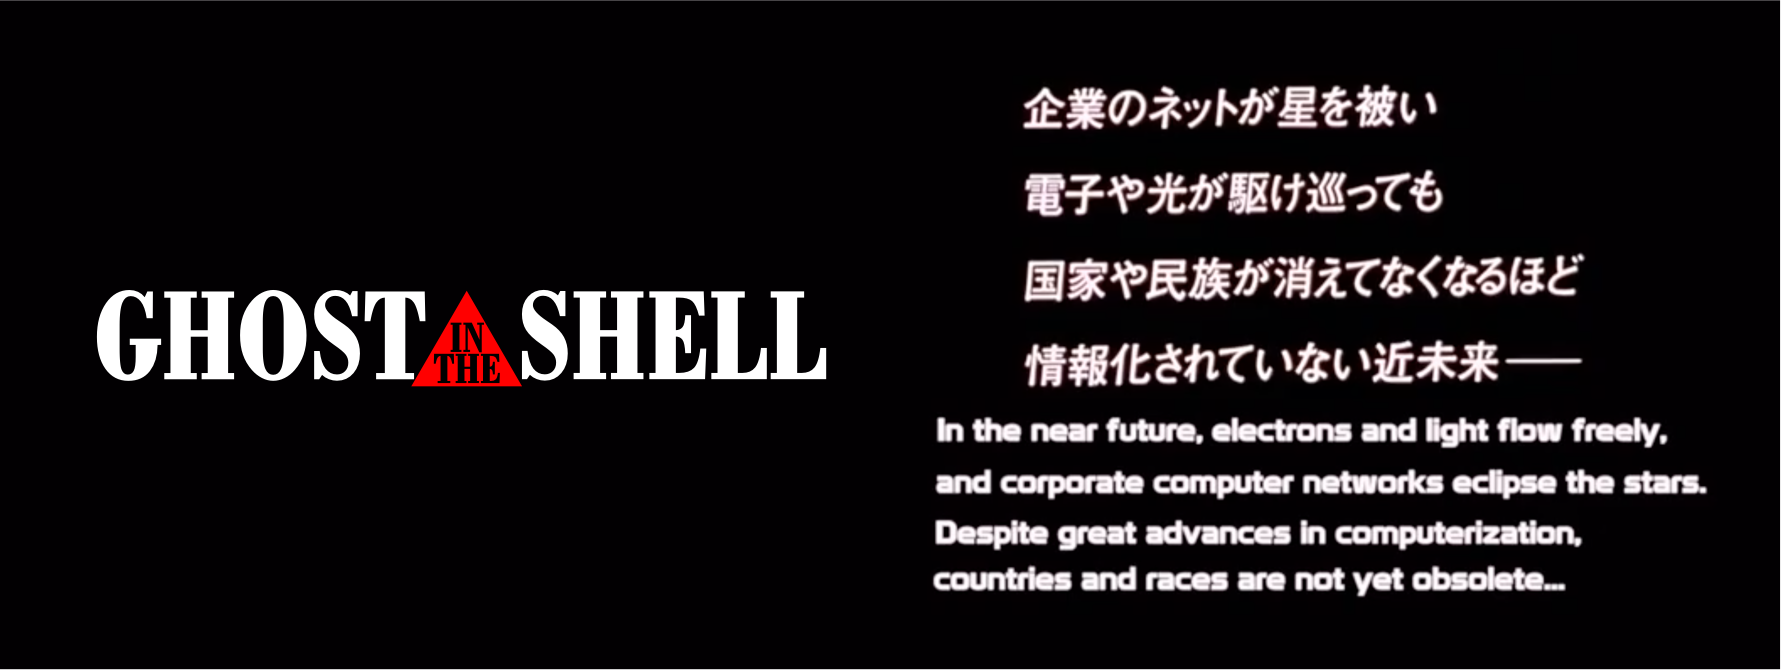 GHOST IN THE SHELL
企業のネットが星を被い
電子や光が駆け巡っても
国家や民族が消えてなくなるほど
情報化されていない近未来――
In the near future, electrons and light flow freely,
and corporate computer networks eclipse the stars.
Despite great advances in computerization,
countries and races are not yet obsolete...